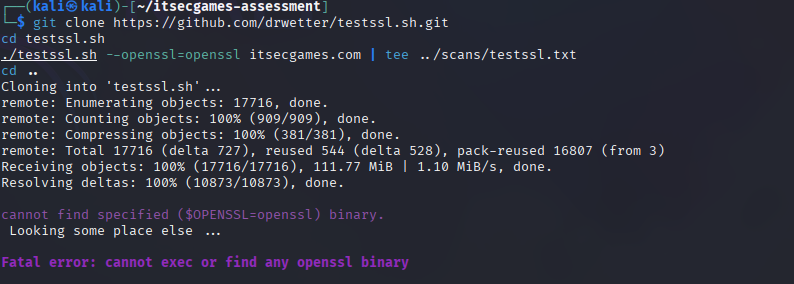 ┌──(kali㉿kali)-[~/itsecgames-assessment]
└─$ git clone https://github.com/drwetter/testssl.sh.git
cd testssl.sh
./testssl.sh --openssl=openssl itsecgames.com | tee ../scans/testssl.txt
cd ..
Cloning into 'testssl.sh'...
remote: Enumerating objects: 17716, done.
remote: Counting objects: 100% (909/909), done.
remote: Compressing objects: 100% (381/381), done.
remote: Total 17716 (delta 727), reused 544 (delta 528), pack-reused 16807 (from 3)
Receiving objects: 100% (17716/17716), 111.77 MiB | 1.10 MiB/s, done.
Resolving deltas: 100% (10873/10873), done.
cannot find specified ($OPENSSL=openssl) binary.
Looking some place else ...
Fatal error: cannot exec or find any openssl binary